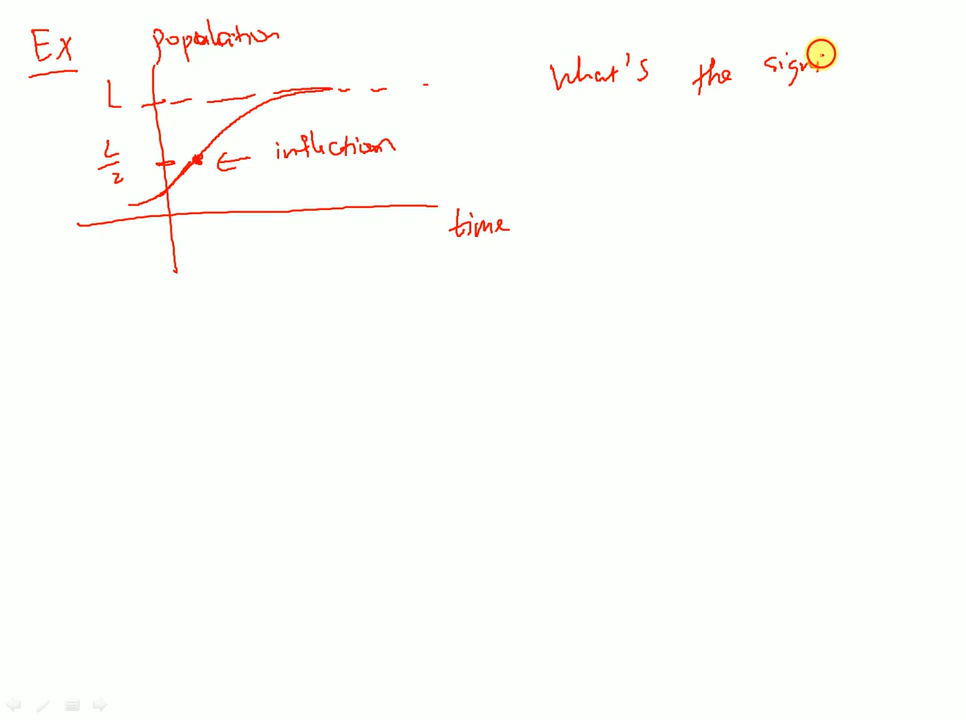 Ex
population
What's the sign
L
L/2
← inflection
time